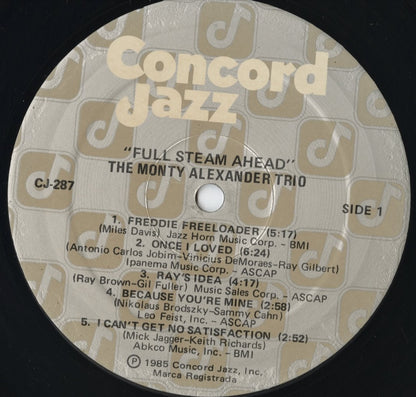 Concord
Jazz
"FULL STEAM AHEAD"
THE MONTY ALEXANDER TRIO
CJ-287
SIDE 1
1. FREDDIE FREELOADER (5:17)
(Miles Davis) Jazz Horn Music Corp. - BMI
2. ONCE I LOVED (6:24)
(Antonio Carlos Jobim-Vinicius DeMoraes-Ray Gilbert)
Ipanema Music Corp. - ASCAP
3. RAY'S IDEA (4:17)
(Ray Brown-Gil Fuller) Music Sales Corp. - ASCAP
4. BECAUSE YOU'RE MINE (2:58)
(Nikolaus Brodszky-Sammy Cahn)
Leo Feist, Inc. - ASCAP
5. I CAN'T GET NO SATISFACTION (2:52)
(Mick Jagger-Keith Richards)
Abkco Music, Inc. - BMI
℗ 1985 Concord Jazz, Inc.
Marca Registrada